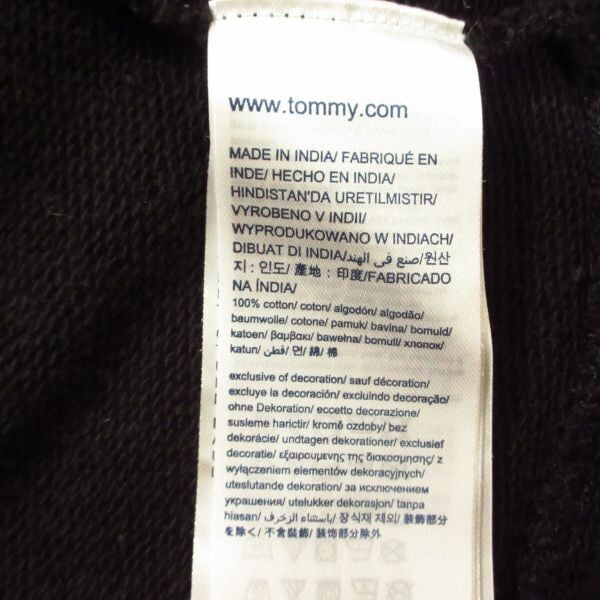 www.tommy.com
MADE IN INDIA/ FABRIQUÉ EN
INDE/ HECHO EN INDIA/
HINDISTAN'DA URETILMISTIR/
VYROBENO V INDII/
WYPRODUKOWANO W INDIACH/
DIBUAT DI INDIA/صنع في الهند/원산
지 : 인도/ 產地 : 印度/FABRICADO
NA ÍNDIA/
100% cotton/ coton/ algodón/ algodão/
baumwolle/ cotone/ pamuk/ bavlna/ bomuld/
katoen/ βαμβακι/ bawełna/ bomull/ хлопок/
katun/ قطن/ 면/ 綿/ 棉
exclusive of decoration/ sauf décoration/
excluye la decoración/ excluindo decoração/
ohne Dekoration/ eccetto decorazione/
susleme harictir/ kromě ozdoby/ bez
dekorácie/ undtagen dekorationer/ exclusief
decoratie/ εξαιρουμενης της διακοσμησης/ z
wyłączeniem elementów dekoracyjnych/
uteslutande dekoration/ за исключением
украшения/ utelukker dekorasjon/ tanpa
hiasan/ باستثناء الزخرف/ 장식재 제외/ 装飾部分
を除く/ 不含裝飾/ 装饰部分除外